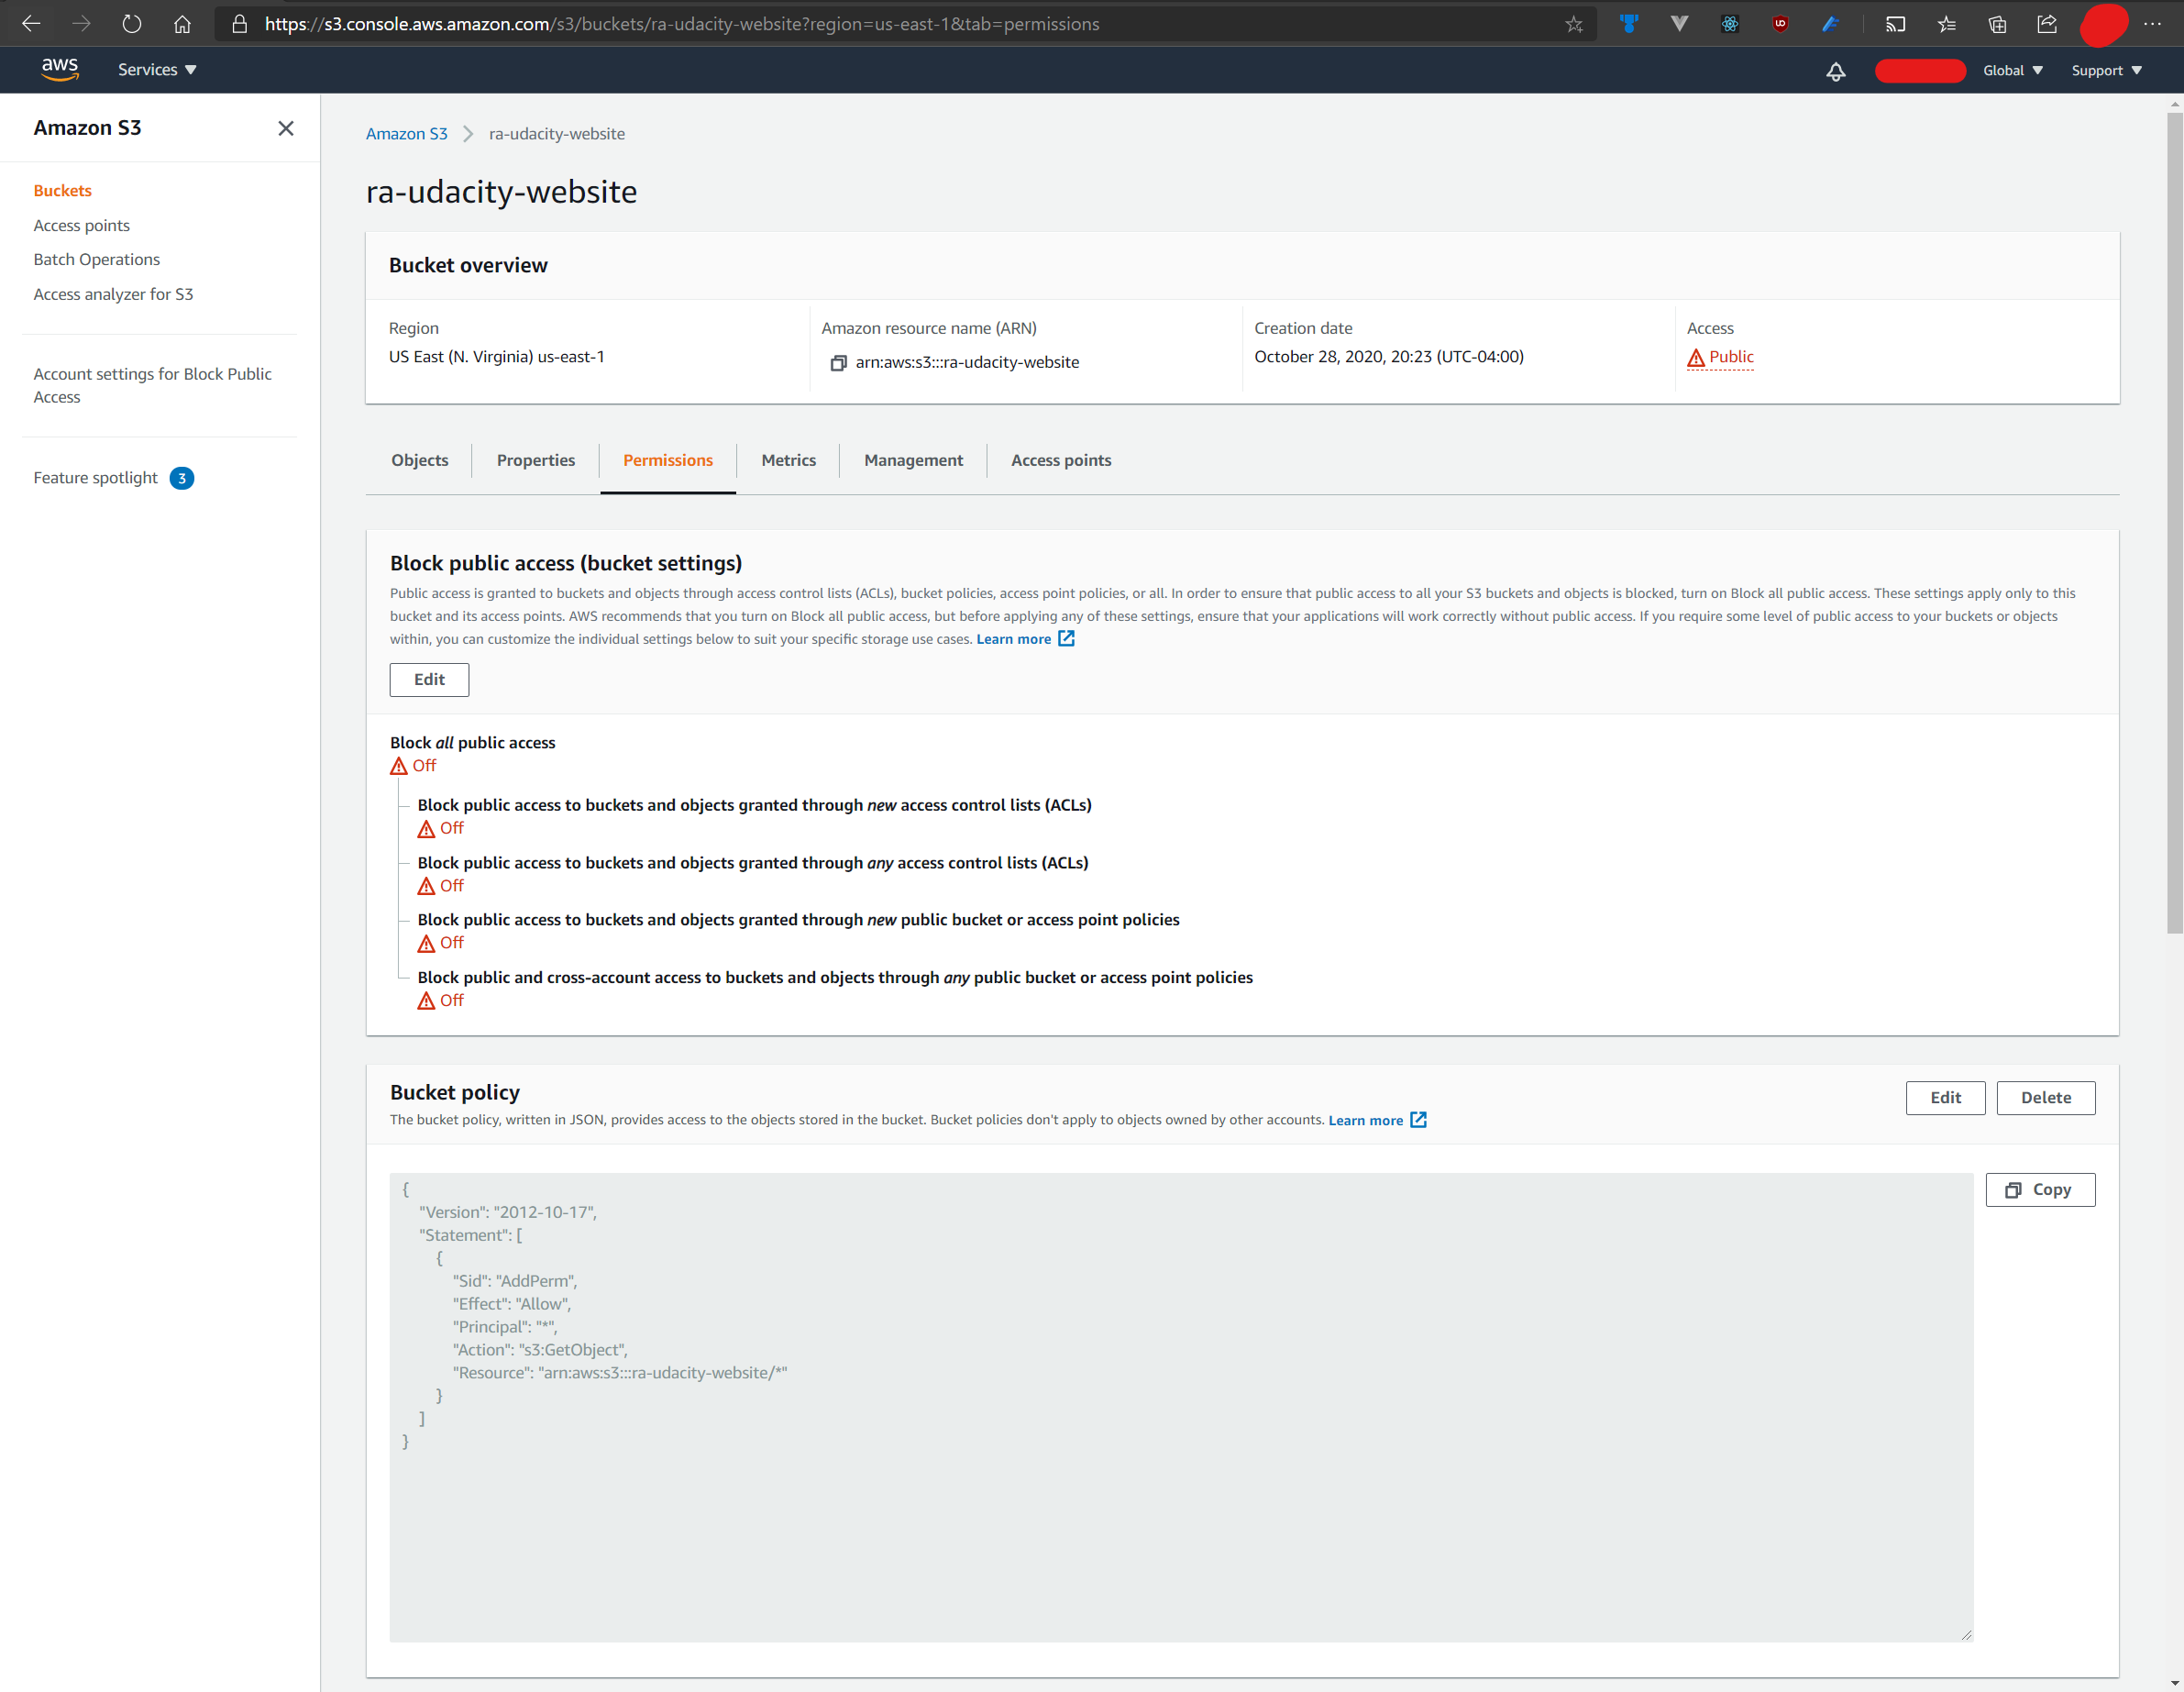 https://s3.console.aws.amazon.com/s3/buckets/ra-udacity-website?region=us-east-1&tab=permissions
aws Services Global Support
Amazon S3
Buckets
Access points
Batch Operations
Access analyzer for S3
Account settings for Block Public
Access
Feature spotlight 3
Amazon S3 ra-udacity-website
ra-udacity-website
Bucket overview
Region
US East (N. Virginia) us-east-1
Amazon resource name (ARN)
arn:aws:s3:::ra-udacity-website
Creation date
October 28, 2020, 20:23 (UTC-04:00)
Access
Public
Objects Properties Permissions Metrics Management Access points
Block public access (bucket settings)
Public access is granted to buckets and objects through access control lists (ACLs), bucket policies, access point policies, or all. In order to ensure that public access to all your S3 buckets and objects is blocked, turn on Block all public access. These settings apply only to this
bucket and its access points. AWS recommends that you turn on Block all public access, but before applying any of these settings, ensure that your applications will work correctly without public access. If you require some level of public access to your buckets or objects
within, you can customize the individual settings below to suit your specific storage use cases. Learn more
Edit
Block all public access
Off
Block public access to buckets and objects granted through new access control lists (ACLs)
Off
Block public access to buckets and objects granted through any access control lists (ACLs)
Off
Block public access to buckets and objects granted through new public bucket or access point policies
Off
Block public and cross-account access to buckets and objects through any public bucket or access point policies
Off
Bucket policy
The bucket policy, written in JSON, provides access to the objects stored in the bucket. Bucket policies don't apply to objects owned by other accounts. Learn more
Edit Delete
Copy
{
"Version": "2012-10-17",
"Statement": [
{
"Sid": "AddPerm",
"Effect": "Allow",
"Principal": "*",
"Action": "s3:GetObject",
"Resource": "arn:aws:s3:::ra-udacity-website/*"
}
]
}